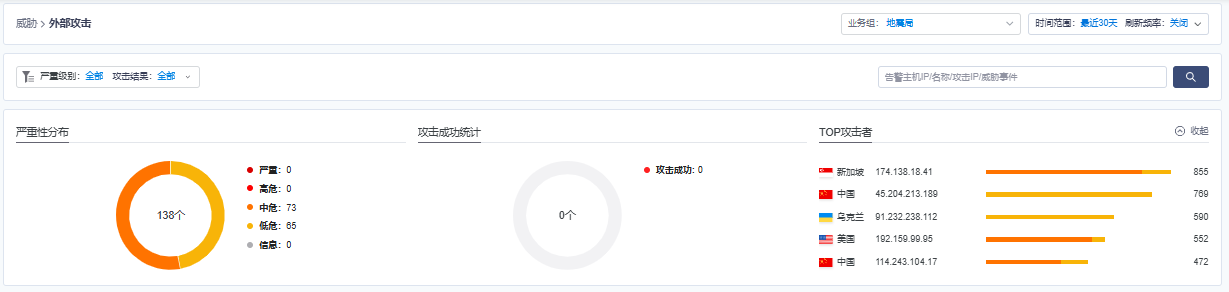 威胁 > 外部攻击
业务组: 地震局
时间范围: 最近30天 刷新频率: 关闭
严重级别: 全部 攻击结果: 全部
告警主机IP/名称/攻击IP/威胁事件
严重性分布
138个
严重: 0
高危: 0
中危: 73
低危: 65
信息: 0
攻击成功统计
0个
攻击成功: 0
TOP攻击者
收起
新加坡 174.138.18.41 855
中国 45.204.213.189 769
乌克兰 91.232.238.112 590
美国 192.159.99.95 552
中国 114.243.104.17 472